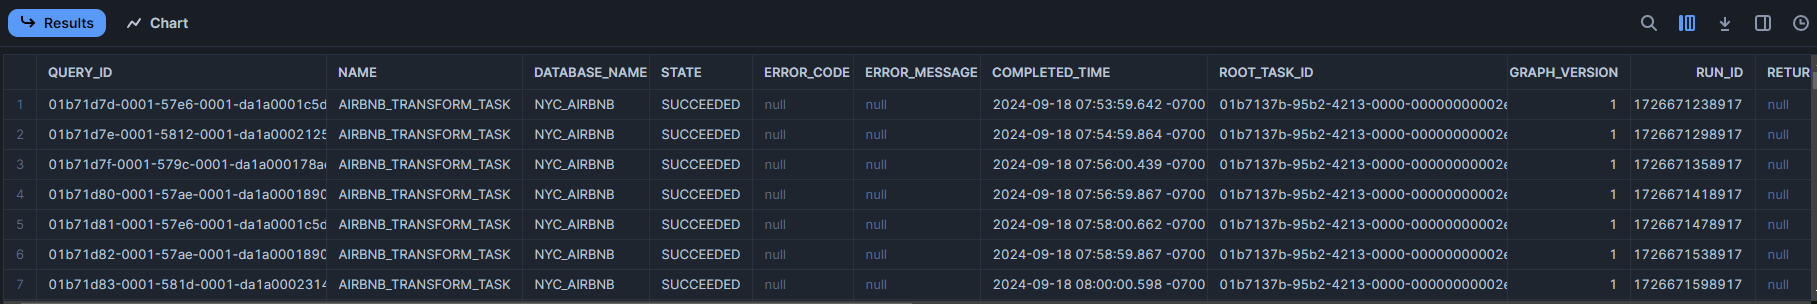 Results Chart
QUERY_ID NAME DATABASE_NAME STATE ERROR_CODE ERROR_MESSAGE COMPLETED_TIME ROOT_TASK_ID GRAPH_VERSION RUN_ID RETUR
1 01b71d7d-0001-57e6-0001-da1a0001c5d AIRBNB_TRANSFORM_TASK NYC_AIRBNB SUCCEEDED null null 2024-09-18 07:53:59.642 -0700 01b7137b-95b2-4213-0000-00000000002e 1 1726671238917 null
2 01b71d7e-0001-5812-0001-da1a0002125 AIRBNB_TRANSFORM_TASK NYC_AIRBNB SUCCEEDED null null 2024-09-18 07:54:59.864 -0700 01b7137b-95b2-4213-0000-00000000002e 1 1726671298917 null
3 01b71d7f-0001-579c-0001-da1a000178a AIRBNB_TRANSFORM_TASK NYC_AIRBNB SUCCEEDED null null 2024-09-18 07:56:00.439 -0700 01b7137b-95b2-4213-0000-00000000002e 1 1726671358917 null
4 01b71d80-0001-57ae-0001-da1a0001890 AIRBNB_TRANSFORM_TASK NYC_AIRBNB SUCCEEDED null null 2024-09-18 07:56:59.867 -0700 01b7137b-95b2-4213-0000-00000000002e 1 1726671418917 null
5 01b71d81-0001-57e6-0001-da1a0001c5d AIRBNB_TRANSFORM_TASK NYC_AIRBNB SUCCEEDED null null 2024-09-18 07:58:00.662 -0700 01b7137b-95b2-4213-0000-00000000002e 1 1726671478917 null
6 01b71d82-0001-57ae-0001-da1a0001890 AIRBNB_TRANSFORM_TASK NYC_AIRBNB SUCCEEDED null null 2024-09-18 07:58:59.867 -0700 01b7137b-95b2-4213-0000-00000000002e 1 1726671538917 null
7 01b71d83-0001-581d-0001-da1a0002314 AIRBNB_TRANSFORM_TASK NYC_AIRBNB SUCCEEDED null null 2024-09-18 08:00:00.598 -0700 01b7137b-95b2-4213-0000-00000000002e 1 1726671598917 null